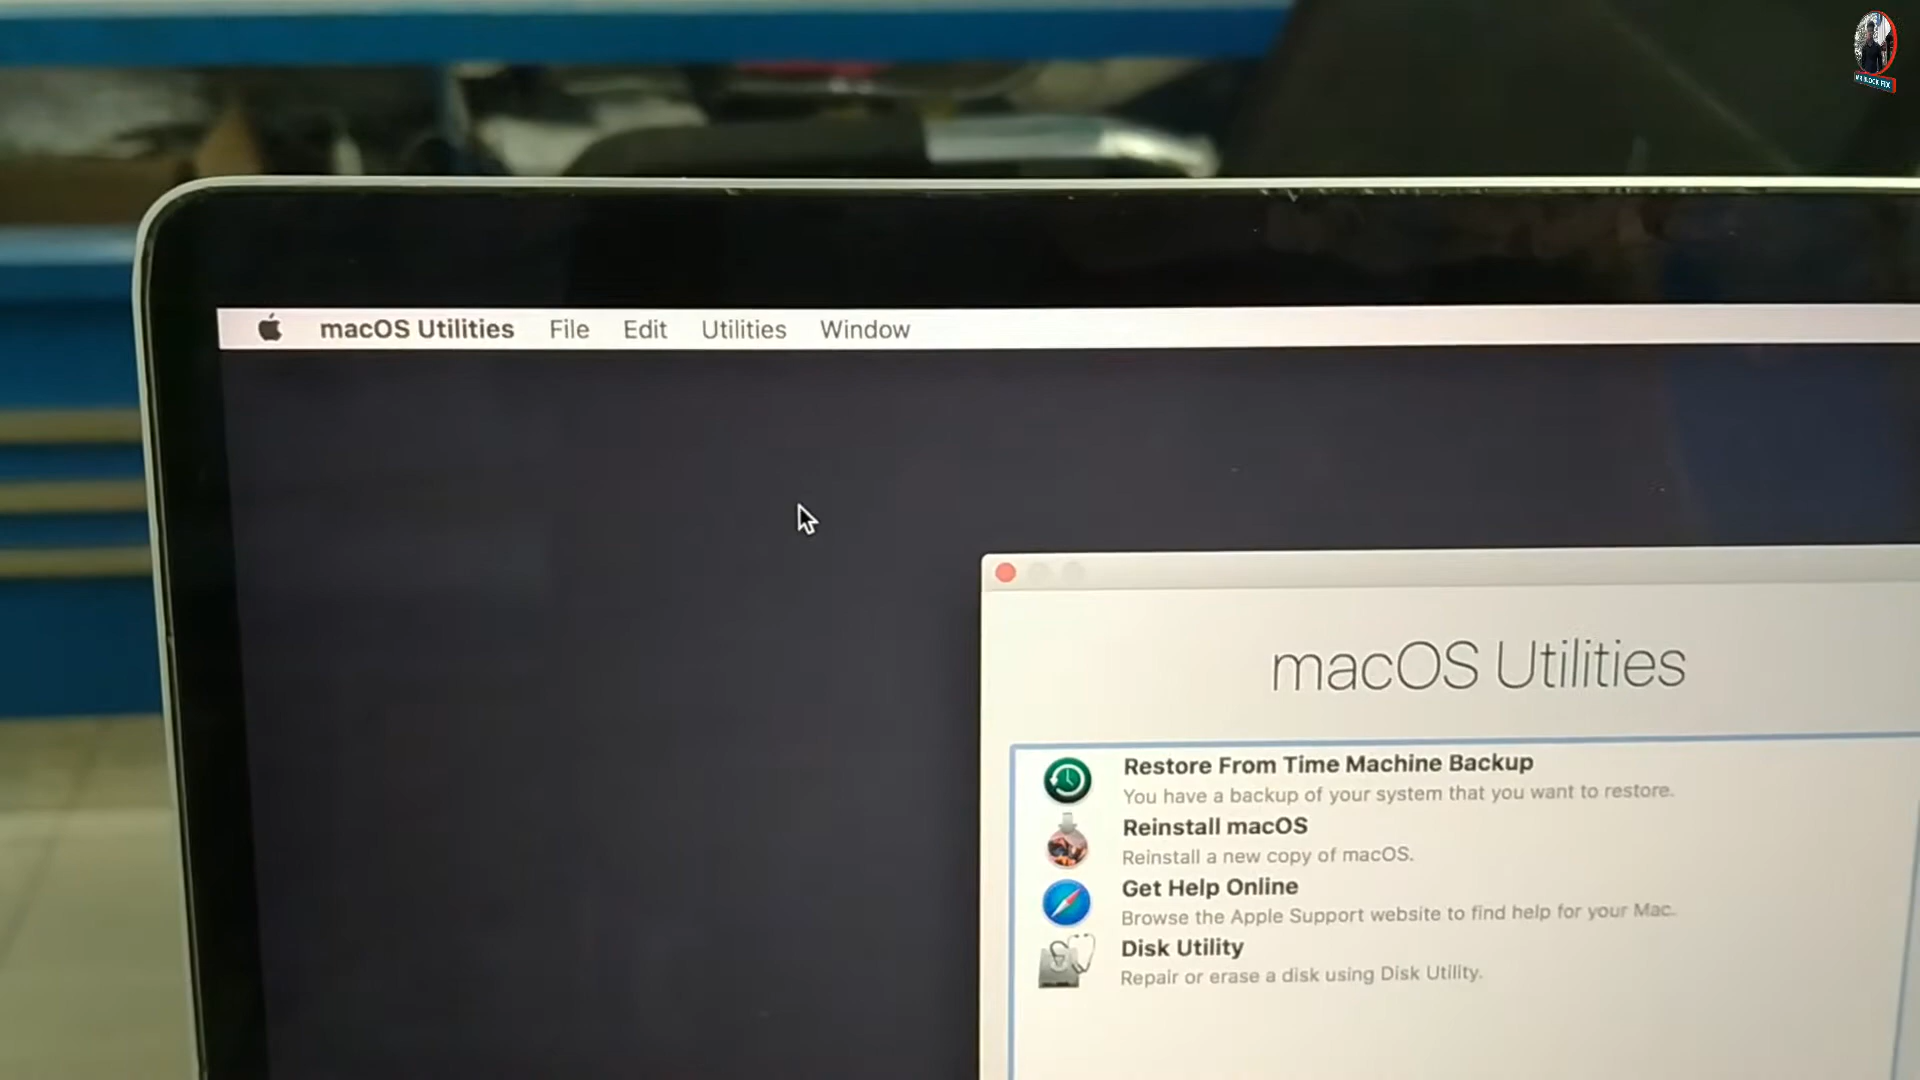 macOS Utilities File Edit Utilities Window
macOS Utilities
Restore From Time Machine Backup
You have a backup of your system that you want to restore.
Reinstall macOS
Reinstall a new copy of macOS.
Get Help Online
Browse the Apple Support website to find help for your Mac.
Disk Utility
Repair or erase a disk using Disk Utility.